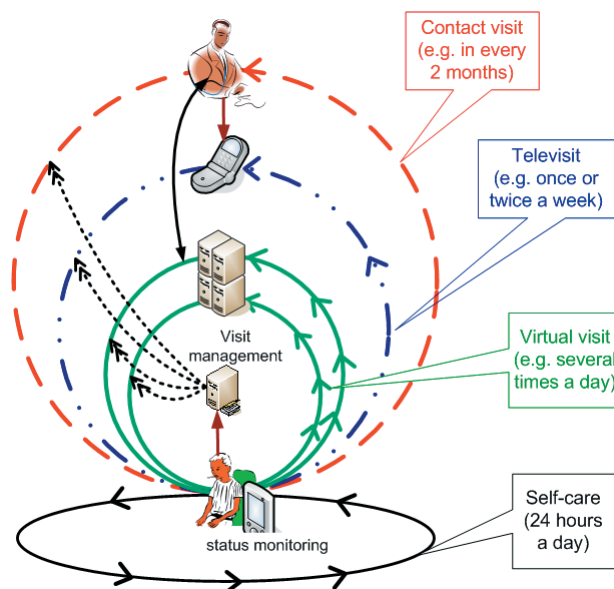 Contact visit
(e.g. in every
2 months)
Televisit
(e.g. once or
twice a week)
Visit
management
Virtual visit
(e.g. several
times a day)
Self-care
(24 hours
a day)
status monitoring